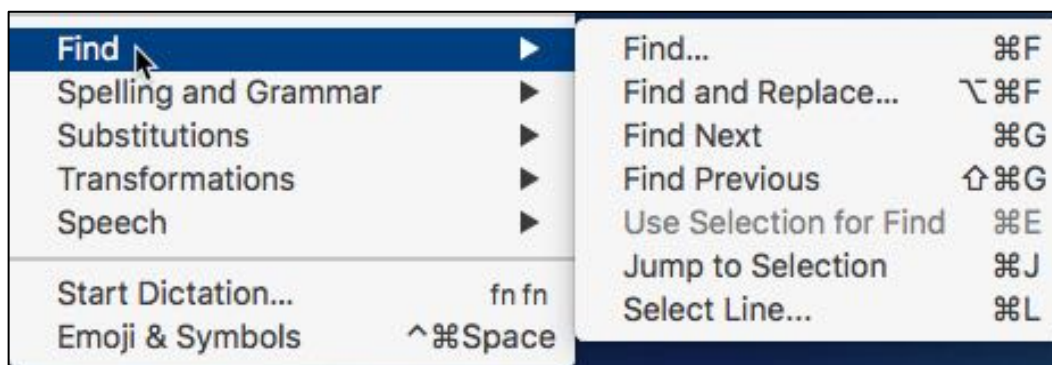 Find ▶
Spelling and Grammar ▶
Substitutions ▶
Transformations ▶
Speech ▶
Start Dictation... fn fn
Emoji & Symbols ^⌘Space
Find... ⌘F
Find and Replace... ⌥⌘F
Find Next ⌘G
Find Previous ⇧⌘G
Use Selection for Find ⌘E
Jump to Selection ⌘J
Select Line... ⌘L